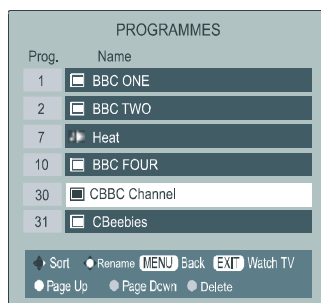 PROGRAMMES
Prog. Name
1 BBC ONE
2 BBC TWO
7 Heat
10 BBC FOUR
30 CBBC Channel
31 CBeebies
Sort Rename MENU Back EXIT Watch TV
Page Up Page Down Delete